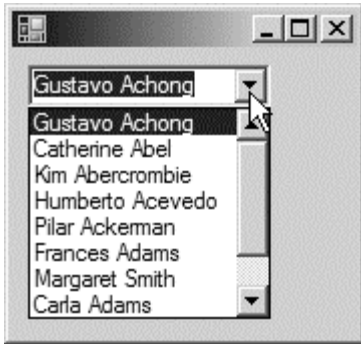 Gustavo Achong
Gustavo Achong
Catherine Abel
Kim Abercrombie
Humberto Acevedo
Pilar Ackerman
Frances Adams
Margaret Smith
Carla Adams